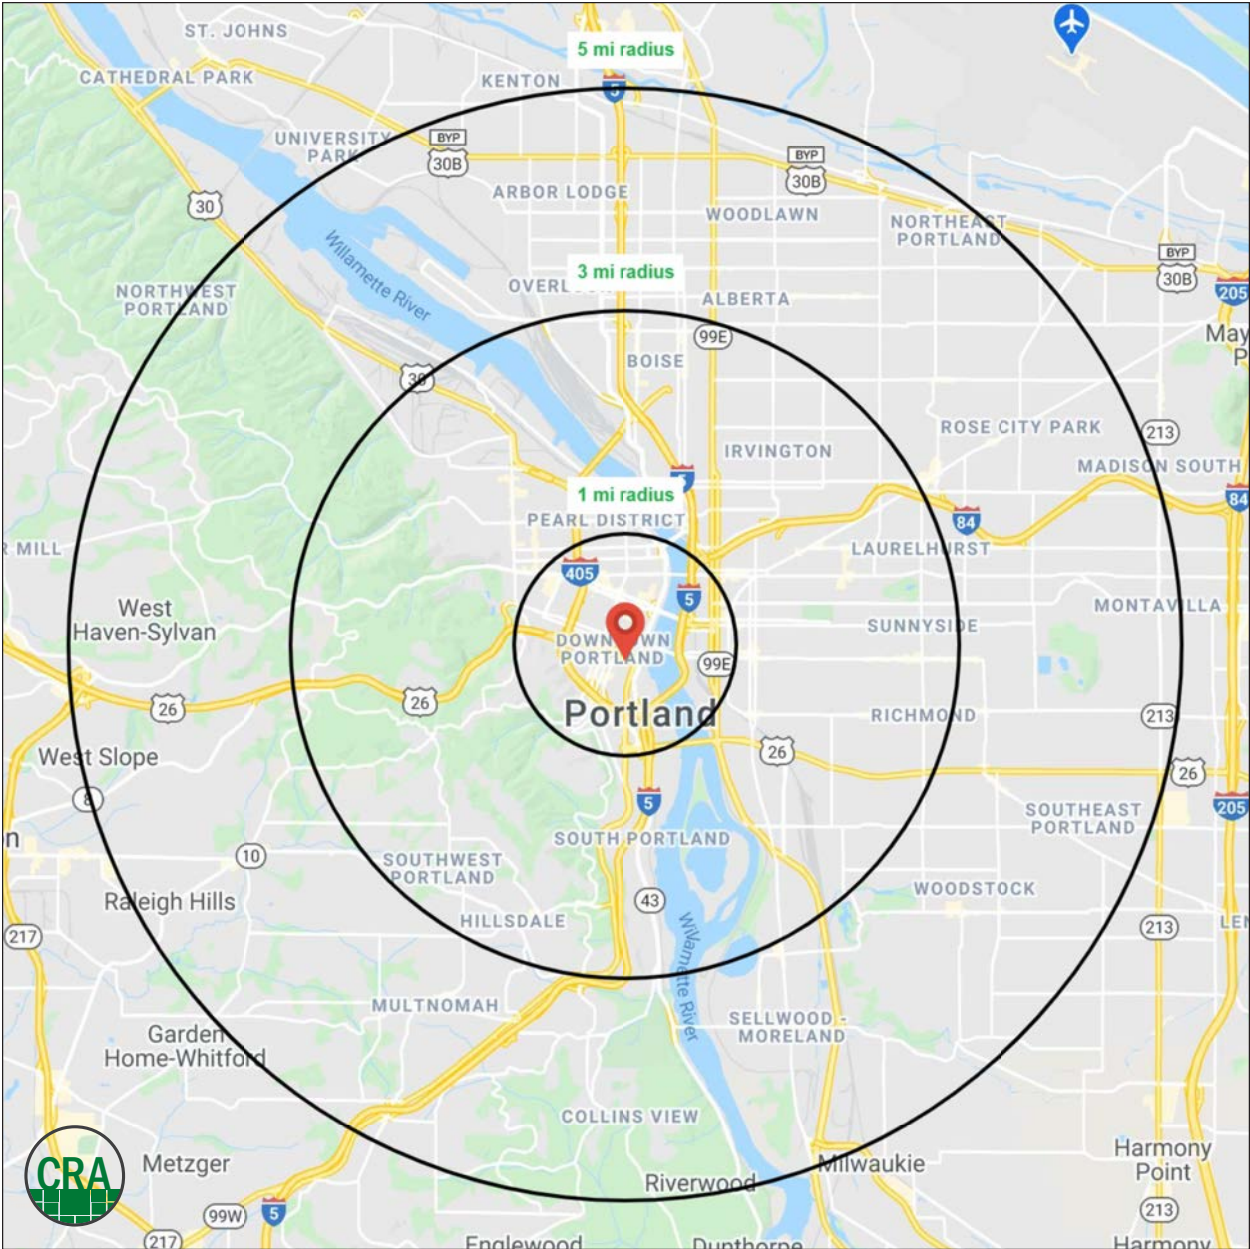 ST. JOHNS
5 mi radius
CATHEDRAL PARK
KENTON
5
UNIVERSITY
PARK
BYP
30B
BYP
30B
ARBOR LODGE
30
WOODLAWN
NORTHEAST
PORTLAND
Willamette River
BYP
30B
3 mi radius
NORTHWEST
PORTLAND
ALBERTA
205
99E
May
P
BOISE
30
ROSE CITY PARK
213
IRVINGTON
MADISON SOUTH
5
1 mi radius
84
PEARL DISTRICT
84
R MILL
LAURELHURST
405
5
West
Haven-Sylvan
MONTAVILLA
SUNNYSIDE
DOWNTOWN
PORTLAND
99E
26
26
Portland
RICHMOND
213
West Slope
26
26
8
5
205
SOUTHEAST
PORTLAND
n
SOUTH PORTLAND
10
SOUTHWEST
PORTLAND
WOODSTOCK
Raleigh Hills
43
HILLSDALE
213
LEN
217
Willamette River
MULTNOMAH
SELLWOOD -
MORELAND
Garden
Home-Whitford
COLLINS VIEW
CRA
Metzger
Milwaukie
Harmony
Point
Riverwood
99W
5
213
217
Englewood
Dunthorpe
Harmony